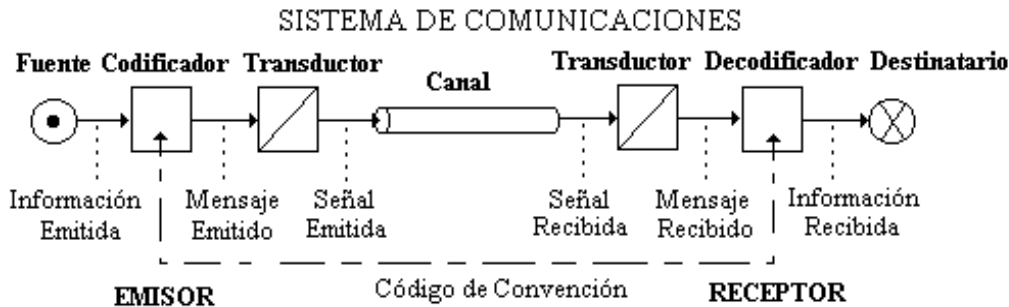 SISTEMA DE COMUNICACIONES
Fuente Codificador Transductor
Canal
Transductor Decodificador Destinatario
Información
Emitida
Mensaje
Emitido
Señal
Emitida
Señal
Recibida
Mensaje
Recibido
Información
Recibida
EMISOR
Código de Convención
RECEPTOR